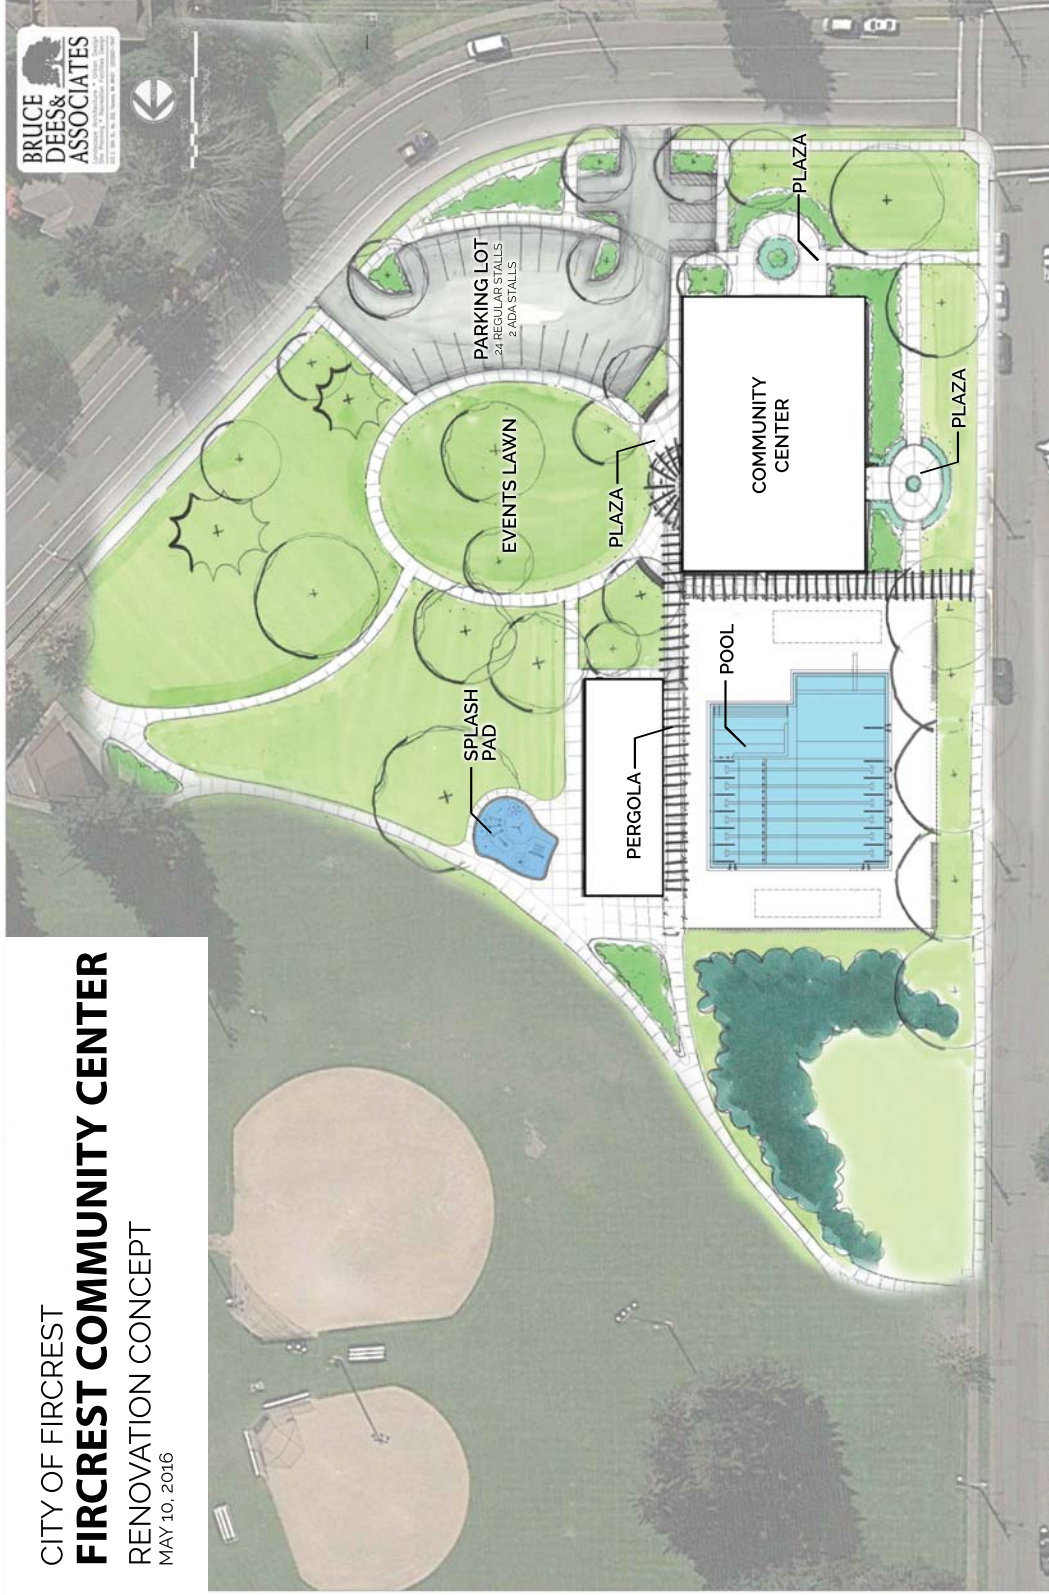 CITY OF FIRCREST
FIRCREST COMMUNITY CENTER
RENOVATION CONCEPT
MAY 10, 2016
BRUCE
DEES&
ASSOCIATES
SPLASH
PAD
PERGOLA
POOL
EVENTS LAWN
PLAZA
PARKING LOT
24 REGULAR STALLS
2 ADA STALLS
COMMUNITY
CENTER
PLAZA
PLAZA